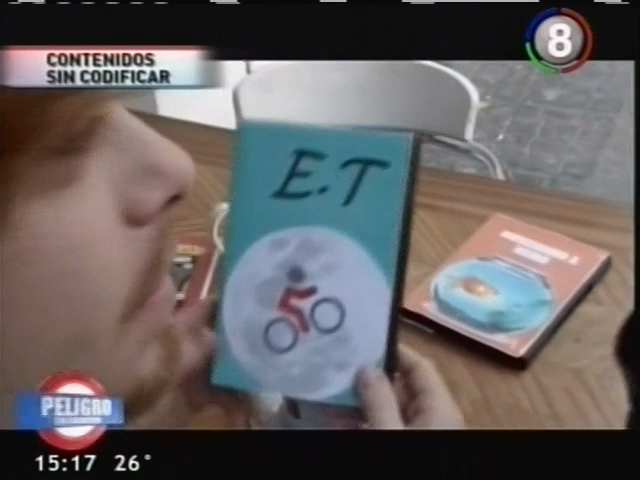 CONTENIDOS
SIN CODIFICAR
8
E.T
PELIGRO
15:17 26°